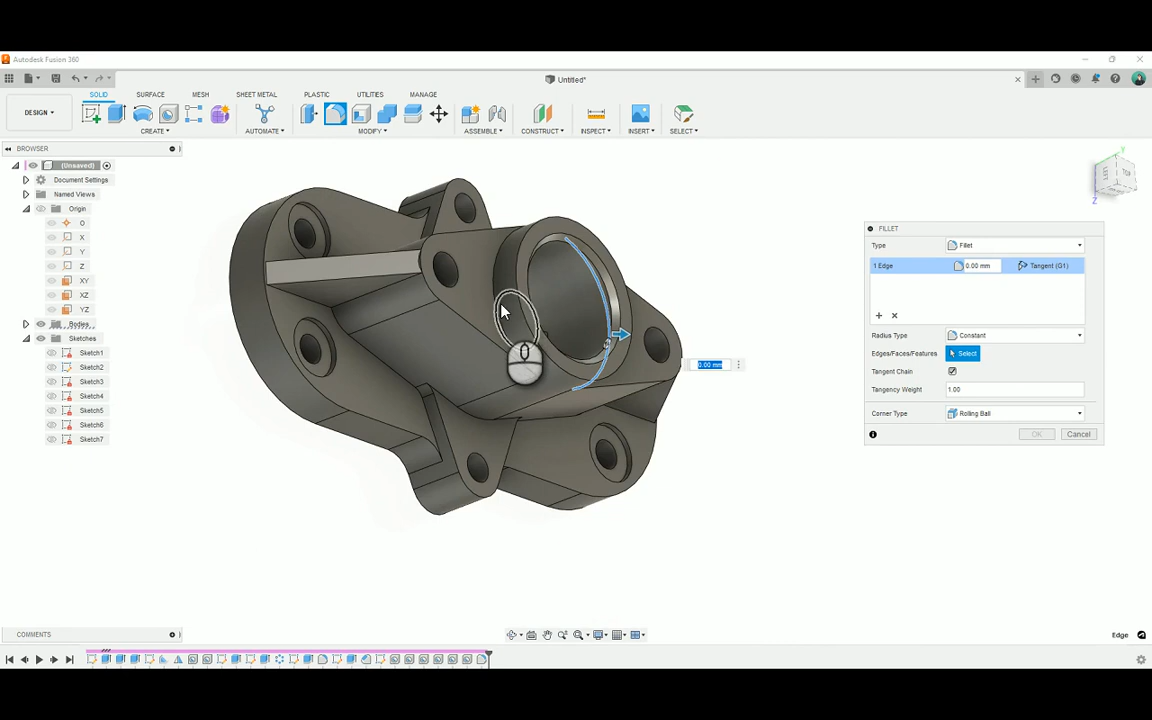 Autodesk Fusion 360
Untitled*
DESIGN
SOLID
SURFACE
MESH
SHEET METAL
PLASTIC
UTILITIES
MANAGE
CREATE
AUTOMATE
MODIFY
ASSEMBLE
CONSTRUCT
INSPECT
INSERT
SELECT
BROWSER
(Unsaved)
Document Settings
Named Views
Origin
O
X
Y
Z
XY
XZ
YZ
Bodies
Sketches
Sketch1
Sketch2
Sketch3
Sketch4
Sketch5
Sketch6
Sketch7
Y
LEFT
TOP
Z
FILLET
Type
Fillet
1 Edge
0.00 mm
Tangent (G1)
Radius Type
Constant
Edges/Faces/Features
Select
Tangent Chain
Tangency Weight
1.00
Corner Type
Rolling Ball
OK
Cancel
0.00 mm
COMMENTS
Edge